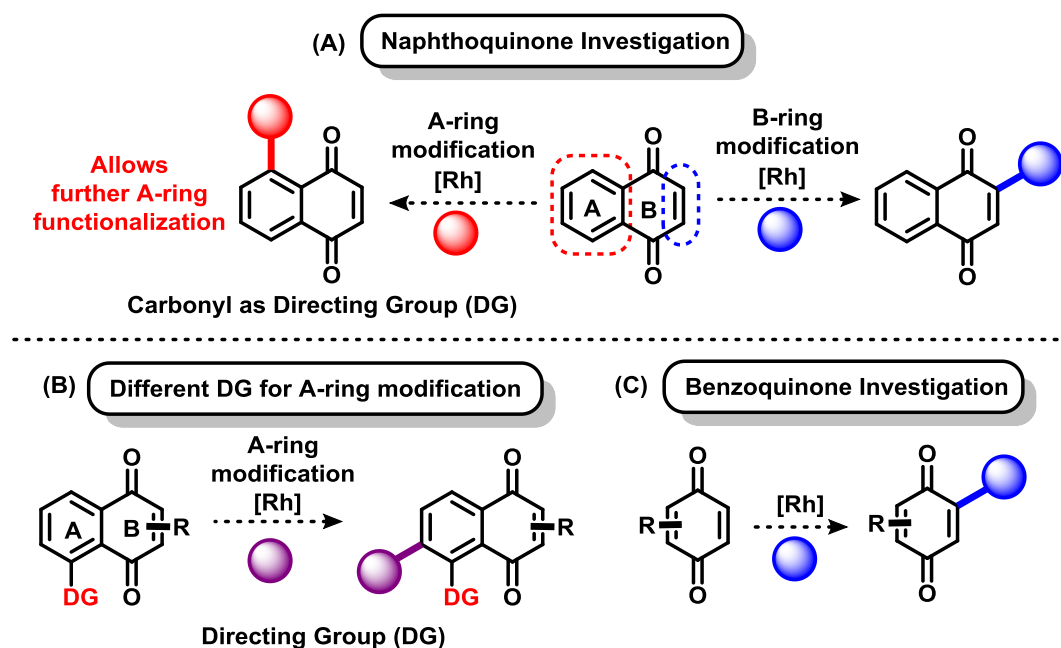 (A) Naphthoquinone Investigation
Allows
further A-ring
functionalization
O
O
A-ring
modification
[Rh]
O
A
B
O
B-ring
modification
[Rh]
O
O
Carbonyl as Directing Group (DG)
(B) Different DG for A-ring modification
O
A
B
R
O
DG
A-ring
modification
[Rh]
O
R
O
DG
Directing Group (DG)
(C) Benzoquinone Investigation
O
R
O
[Rh]
O
R
O